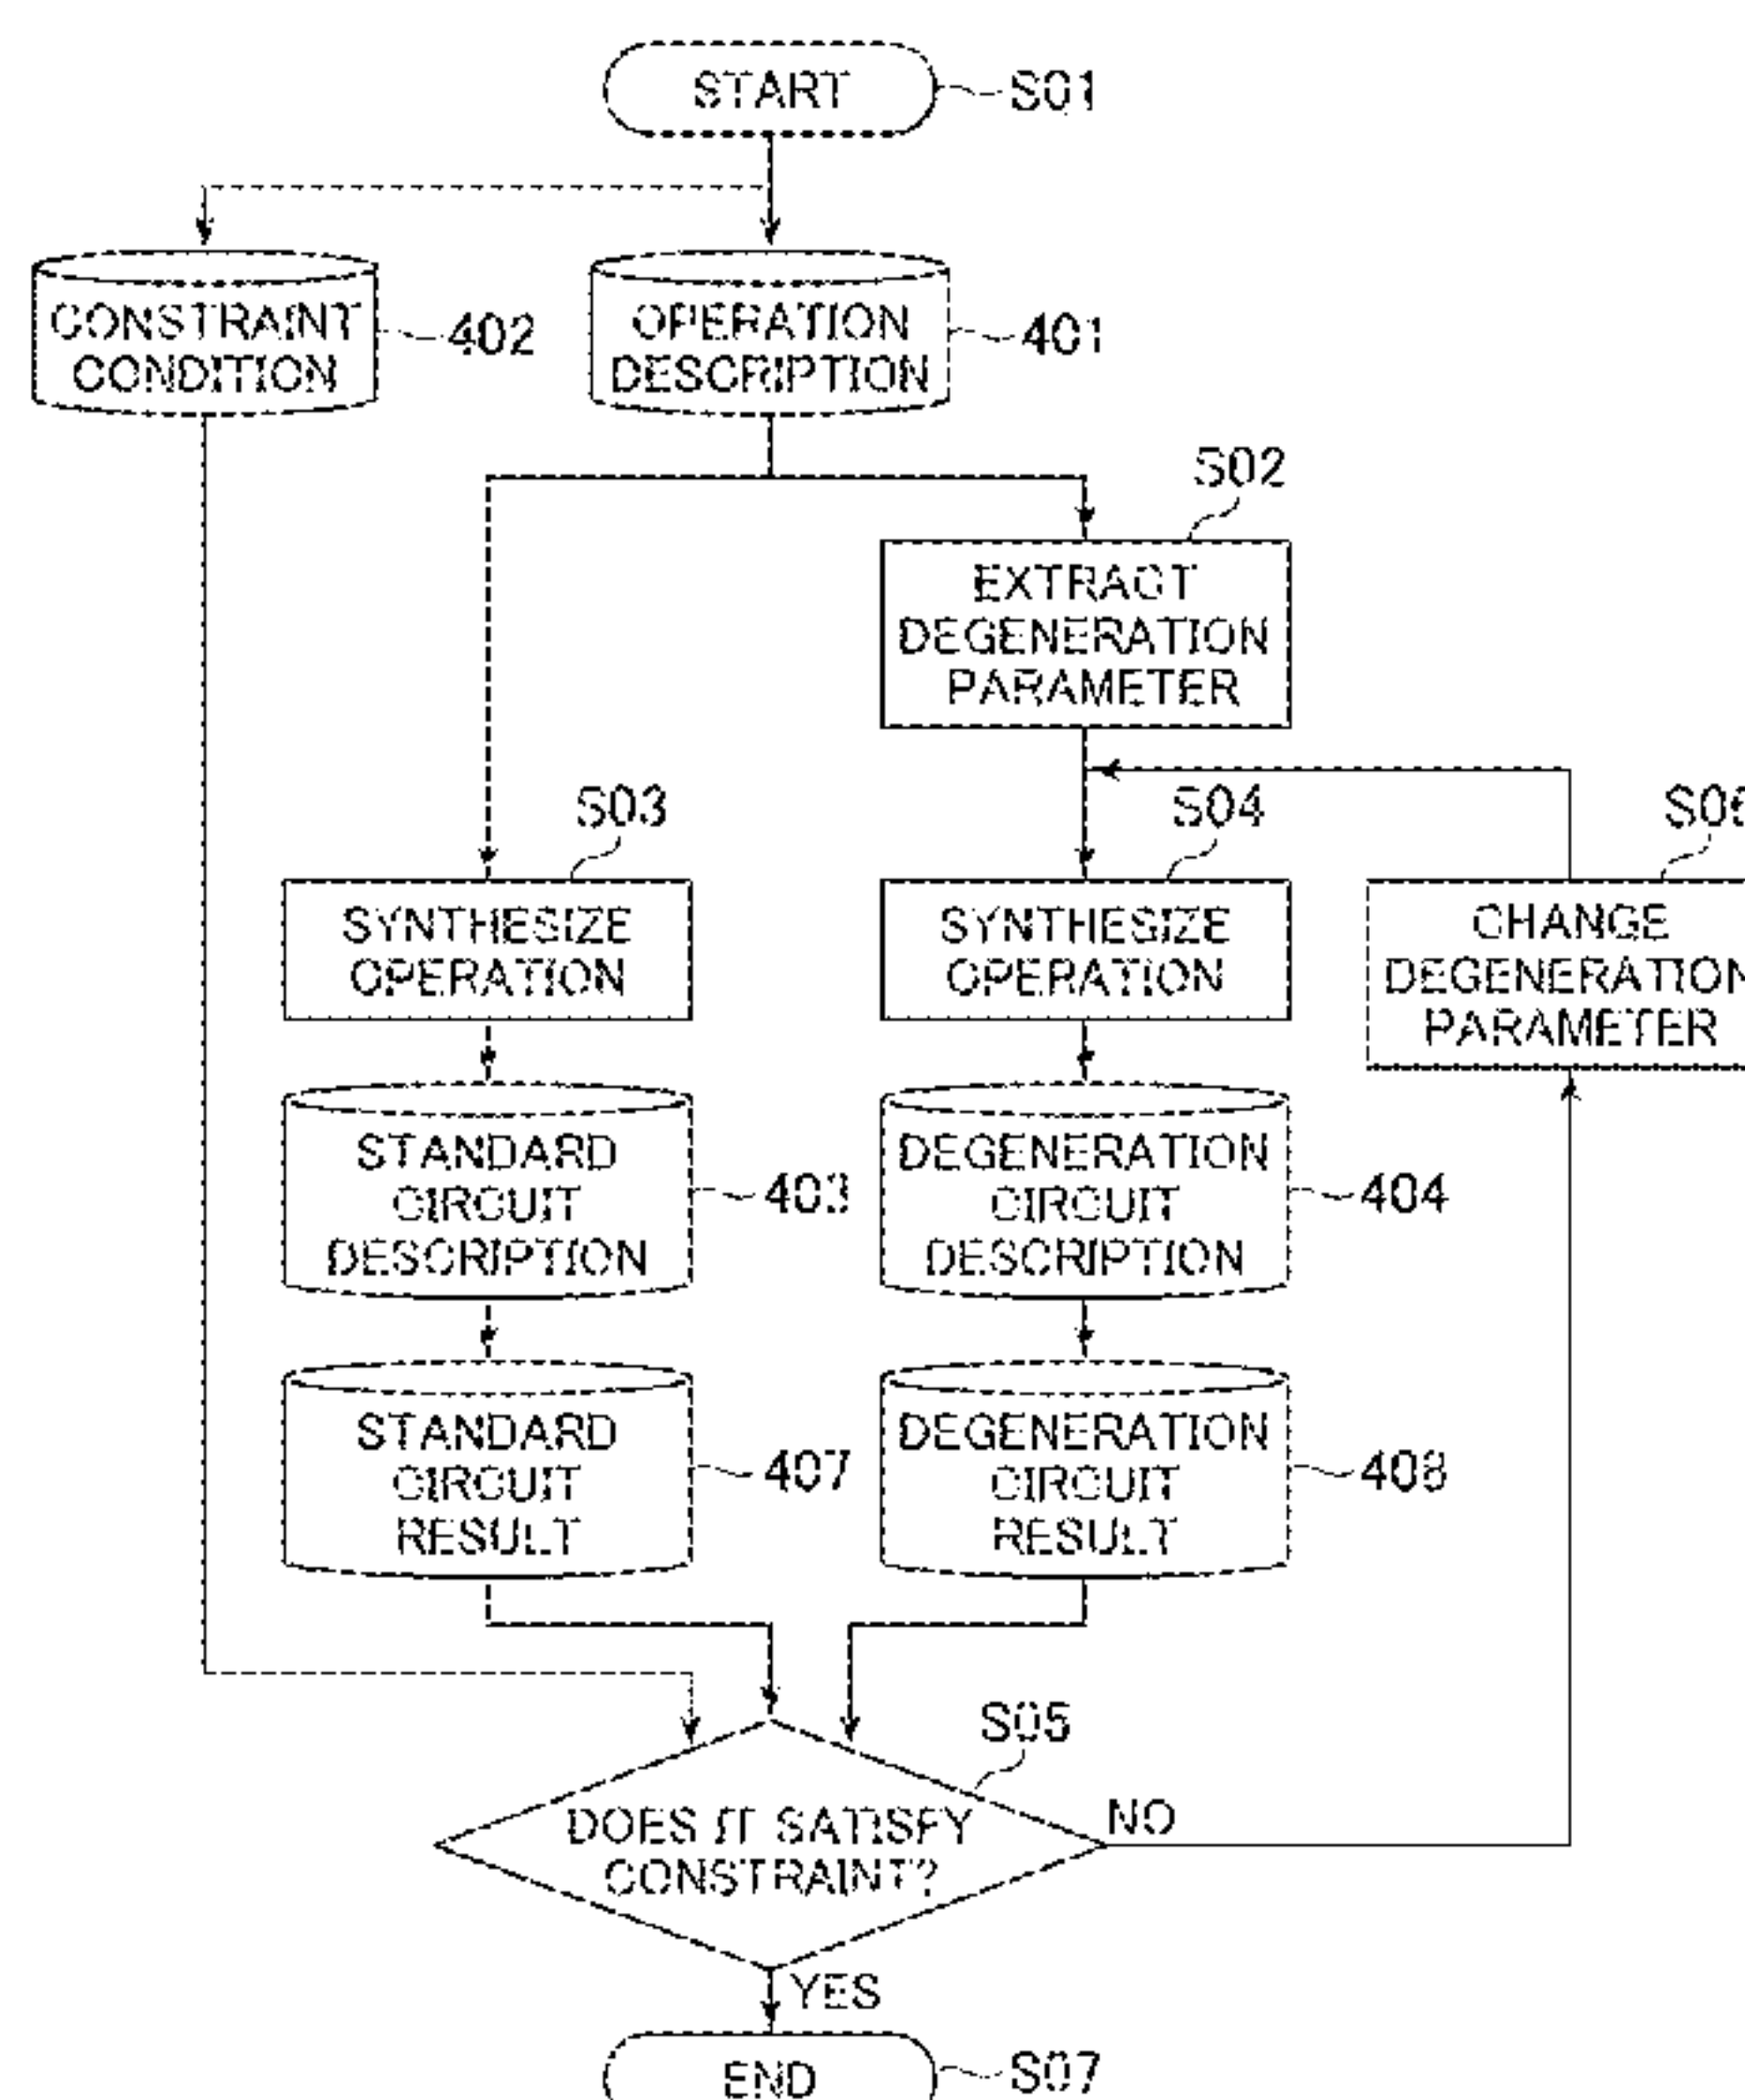 START
S01
CONSTRAINT
CONDITION
402
OPERATION
DESCRIPTION
401
S02
EXTRACT
DEGENERATION
PARAMETER
S03
SYNTHESIZE
OPERATION
S04
SYNTHESIZE
OPERATION
CHANGE
DEGENERATION
PARAMETER
STANDARD
CIRCUIT
DESCRIPTION
403
DEGENERATION
CIRCUIT
DESCRIPTION
404
STANDARD
CIRCUIT
RESULT
407
DEGENERATION
CIRCUIT
RESULT
408
S05
DOES IT SATISFY
CONSTRAINT?
NO
YES
END
S07